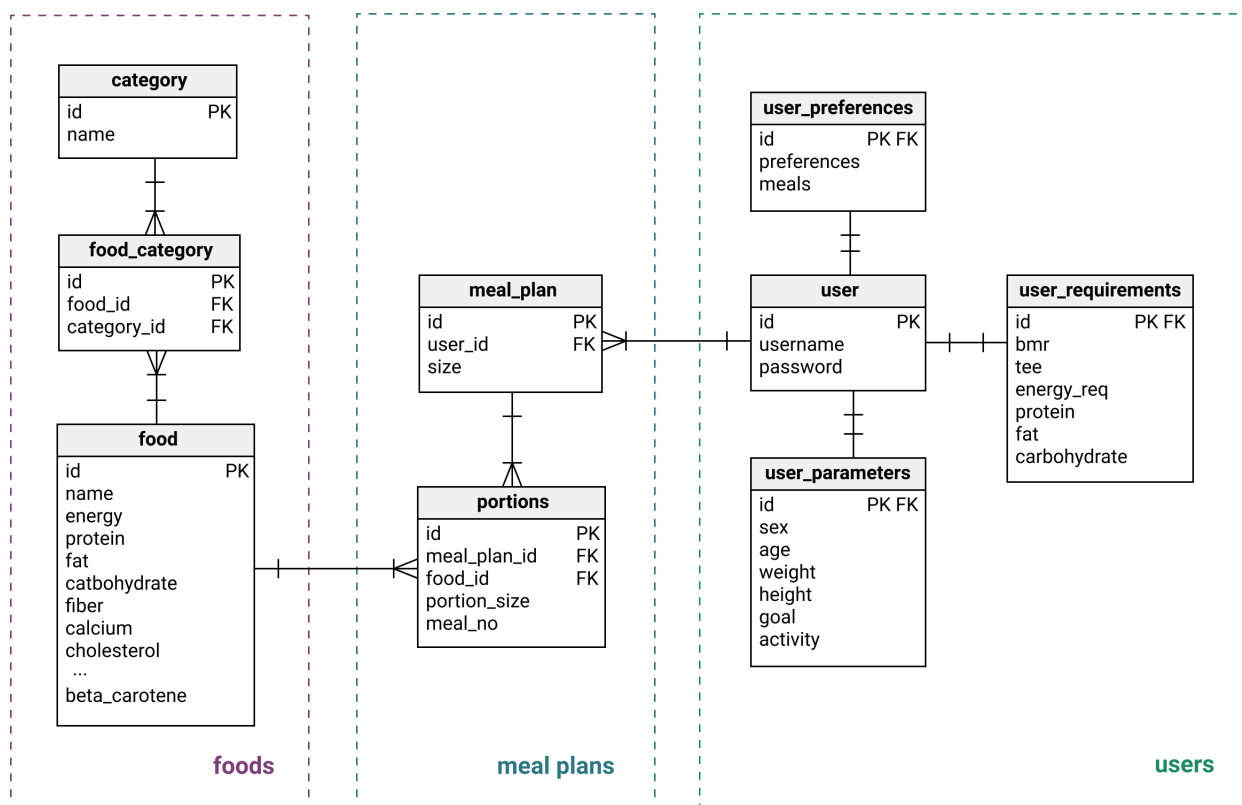 category
id PK
name
food_category
id PK
food_id FK
category_id FK
food
id PK
name
energy
protein
fat
catbohydrate
fiber
calcium
cholesterol
...
beta_carotene
foods
meal_plan
id PK
user_id FK
size
portions
id PK
meal_plan_id FK
food_id FK
portion_size
meal_no
meal plans
user_preferences
id PK FK
preferences
meals
user
id PK
username
password
user_requirements
id PK FK
bmr
tee
energy_req
protein
fat
carbohydrate
user_parameters
id PK FK
sex
age
weight
height
goal
activity
users